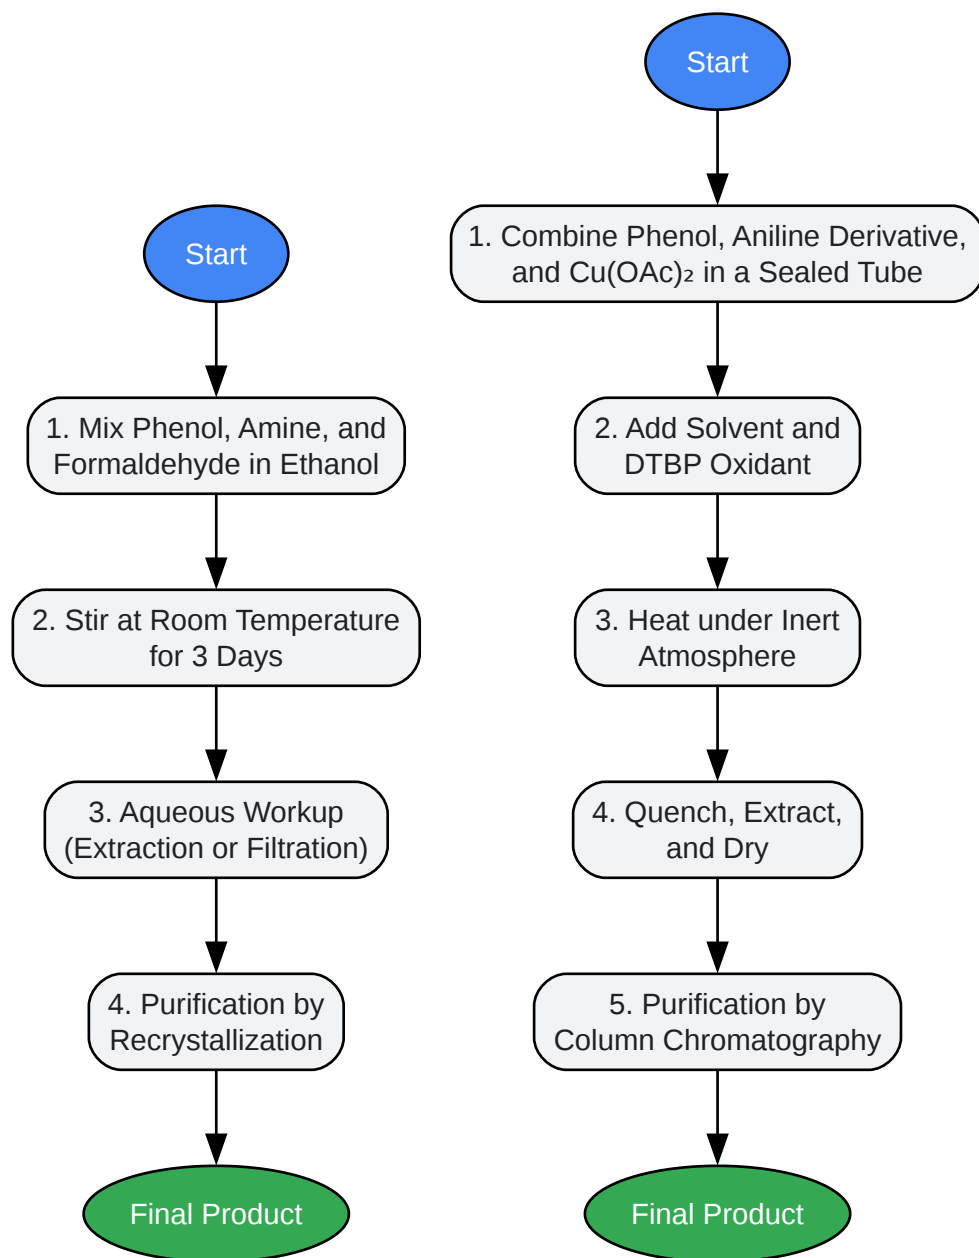 Start
1. Mix Phenol, Amine, and
Formaldehyde in Ethanol
2. Stir at Room Temperature
for 3 Days
3. Aqueous Workup
(Extraction or Filtration)
4. Purification by
Recrystallization
Final Product
Start
1. Combine Phenol, Aniline Derivative,
and Cu(OAc)₂ in a Sealed Tube
2. Add Solvent and
DTBP Oxidant
3. Heat under Inert
Atmosphere
4. Quench, Extract,
and Dry
5. Purification by
Column Chromatography
Final Product